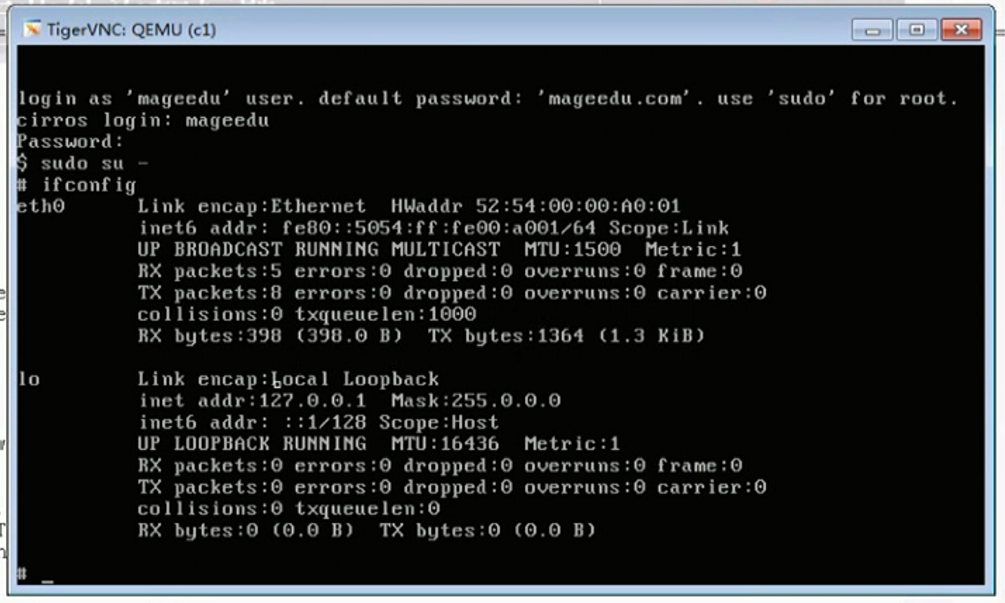 TigerVNC: QEMU (c1)
login as 'mageedu' user. default password: 'mageedu.com'. use 'sudo' for root.
cirros login: mageedu
Password:
$ sudo su -
# ifconfig
eth0 Link encap:Ethernet HWaddr 52:54:00:00:A0:01
inet6 addr: fe80::5054:ff:fe00:a001/64 Scope:Link
UP BROADCAST RUNNING MULTICAST MTU:1500 Metric:1
RX packets:5 errors:0 dropped:0 overruns:0 frame:0
TX packets:8 errors:0 dropped:0 overruns:0 carrier:0
collisions:0 txqueuelen:1000
RX bytes:398 (398.0 B) TX bytes:1364 (1.3 KiB)
lo Link encap:Local Loopback
inet addr:127.0.0.1 Mask:255.0.0.0
inet6 addr: ::1/128 Scope:Host
UP LOOPBACK RUNNING MTU:16436 Metric:1
RX packets:0 errors:0 dropped:0 overruns:0 frame:0
TX packets:0 errors:0 dropped:0 overruns:0 carrier:0
collisions:0 txqueuelen:0
RX bytes:0 (0.0 B) TX bytes:0 (0.0 B)
# _